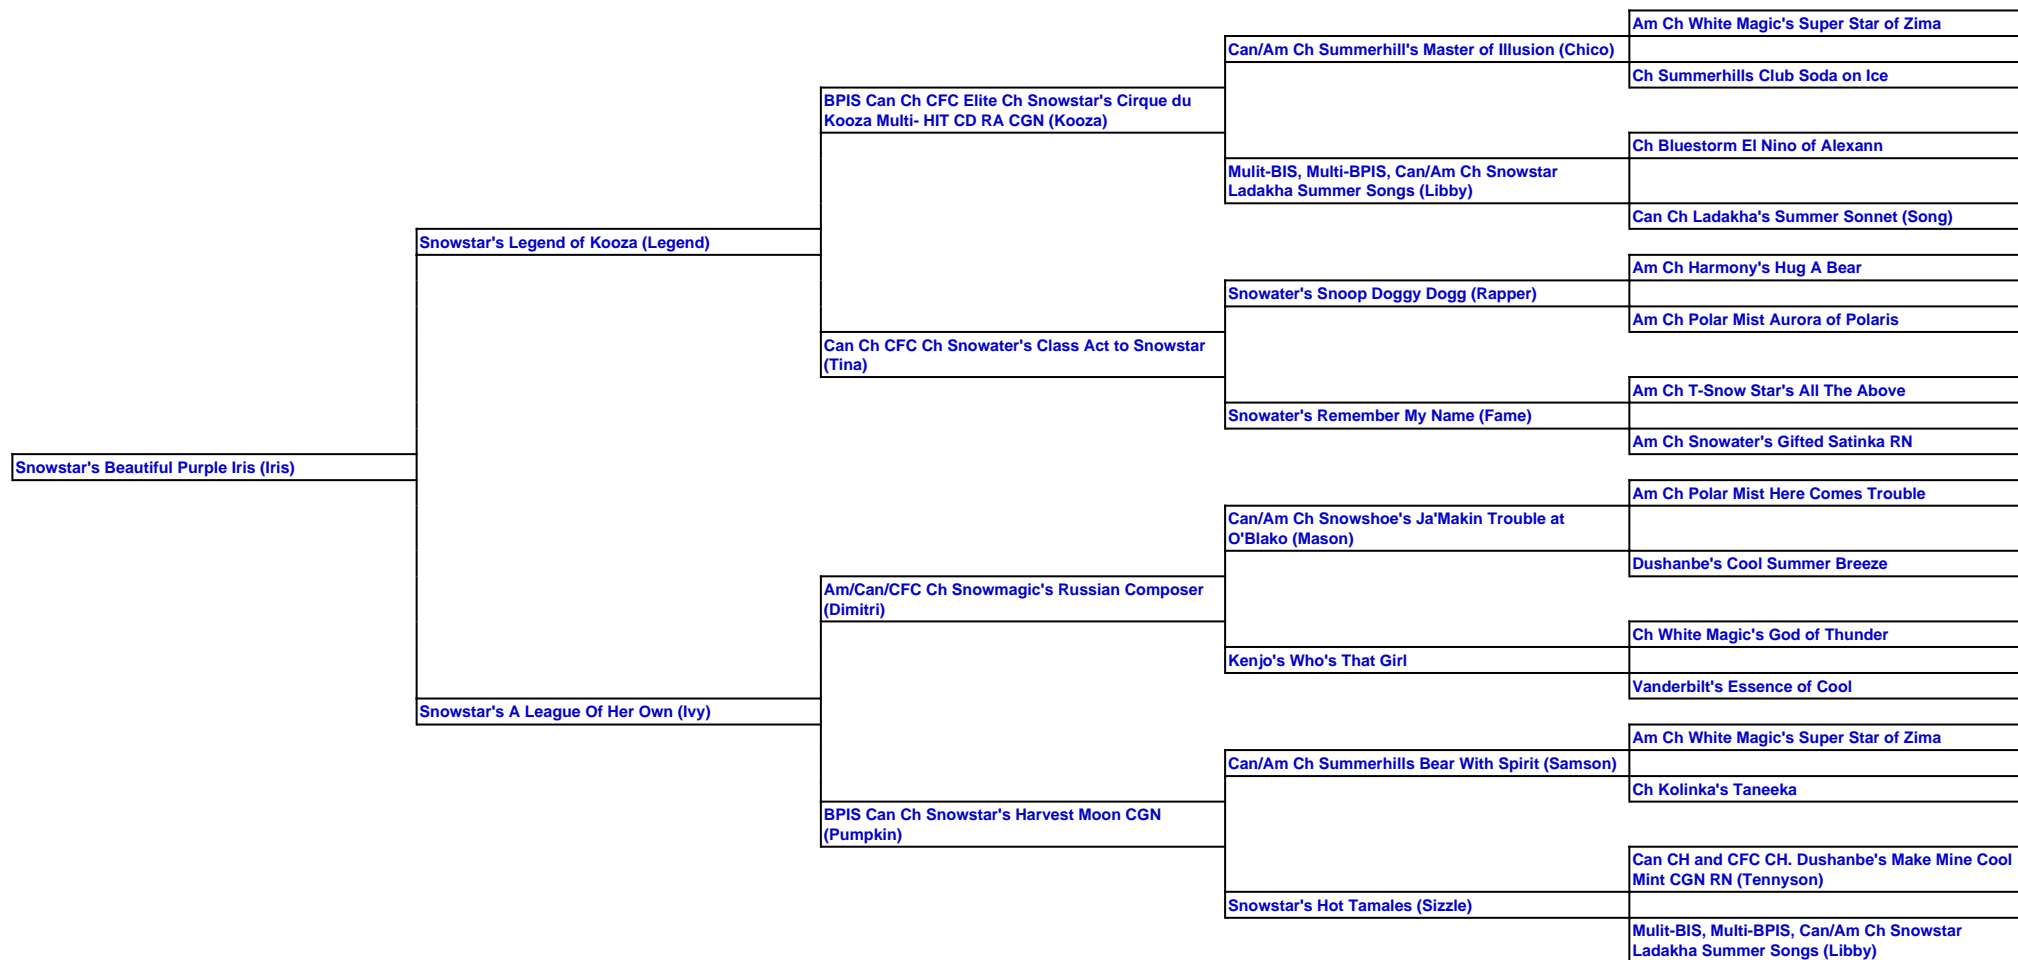 Am Ch White Magic's Super Star of Zima
Can/Am Ch Summerhill's Master of Illusion (Chico)
Ch Summerhills Club Soda on Ice
BPIS Can Ch CFC Elite Ch Snowstar's Cirque du
Kooza Multi- HIT CD RA CGN (Kooza)
Ch Bluestorm El Nino of Alexann
Mulit-BIS, Multi-BPIS, Can/Am Ch Snowstar
Ladakha Summer Songs (Libby)
Can Ch Ladakha's Summer Sonnet (Song)
Snowstar's Legend of Kooza (Legend)
Am Ch Harmony's Hug A Bear
Snowater's Snoop Doggy Dogg (Rapper)
Am Ch Polar Mist Aurora of Polaris
Can Ch CFC Ch Snowater's Class Act to Snowstar
(Tina)
Am Ch T-Snow Star's All The Above
Snowater's Remember My Name (Fame)
Am Ch Snowater's Gifted Satinka RN
Snowstar's Beautiful Purple Iris (Iris)
Am Ch Polar Mist Here Comes Trouble
Can/Am Ch Snowshoe's Ja'Makin Trouble at
O'Blako (Mason)
Dushanbe's Cool Summer Breeze
Am/Can/CFC Ch Snowmagic's Russian Composer
(Dimitri)
Ch White Magic's God of Thunder
Kenjo's Who's That Girl
Vanderbilt's Essence of Cool
Snowstar's A League Of Her Own (Ivy)
Am Ch White Magic's Super Star of Zima
Can/Am Ch Summerhills Bear With Spirit (Samson)
Ch Kolinka's Taneeka
BPIS Can Ch Snowstar's Harvest Moon CGN
(Pumpkin)
Can CH and CFC CH. Dushanbe's Make Mine Cool
Mint CGN RN (Tennyson)
Snowstar's Hot Tamales (Sizzle)
Mulit-BIS, Multi-BPIS, Can/Am Ch Snowstar
Ladakha Summer Songs (Libby)